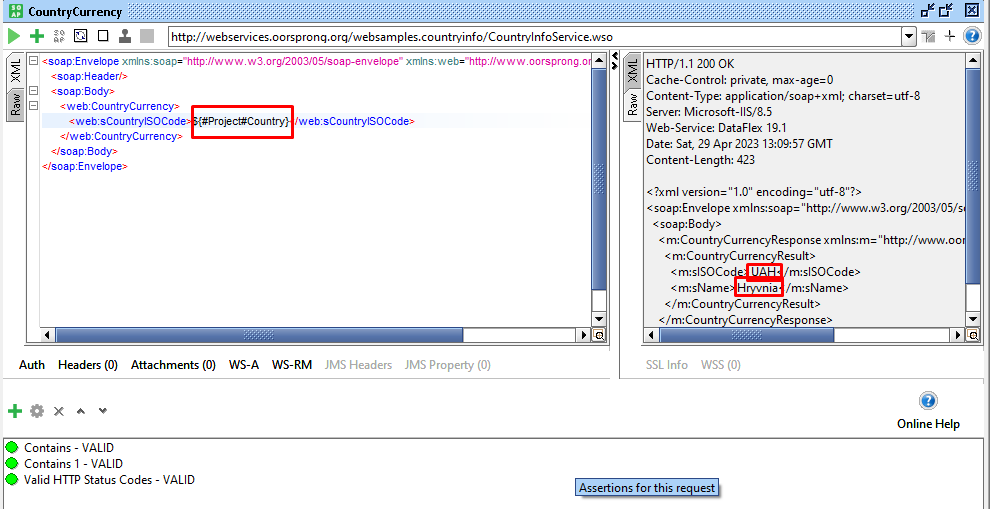 SO AP CountryCurrency
SO AP http://webservices.oorsprong.org/websamples.countryinfo/CountryInfoService.wso
XML
Raw
<soap:Envelope xmlns:soap="http://www.w3.org/2003/05/soap-envelope" xmlns:web="http://www.oorsprong.
<soap:Header/>
<soap:Body>
<web:CountryCurrency>
<web:sCountryISOCode>${#Project#Country}</web:sCountryISOCode>
</web:CountryCurrency>
</soap:Body>
</soap:Envelope>
XML
Raw
HTTP/1.1 200 OK
Cache-Control: private, max-age=0
Content-Type: application/soap+xml; charset=utf-8
Server: Microsoft-IIS/8.5
Web-Service: DataFlex 19.1
Date: Sat, 29 Apr 2023 13:09:57 GMT
Content-Length: 423
<?xml version="1.0" encoding="utf-8"?>
<soap:Envelope xmlns:soap="http://www.w3.org/2003/05/so
<soap:Body>
<m:CountryCurrencyResponse xmlns:m="http://www.oor
<m:CountryCurrencyResult>
<m:sISOCode>UAH</m:sISOCode>
<m:sName>Hryvnia</m:sName>
</m:CountryCurrencyResult>
</m:CountryCurrencyResponse>
Auth Headers (0) Attachments (0) WS-A WS-RM JMS Headers JMS Property (0)
SSL Info WSS (0)
Online Help
Contains - VALID
Contains 1 - VALID
Valid HTTP Status Codes - VALID
Assertions for this request